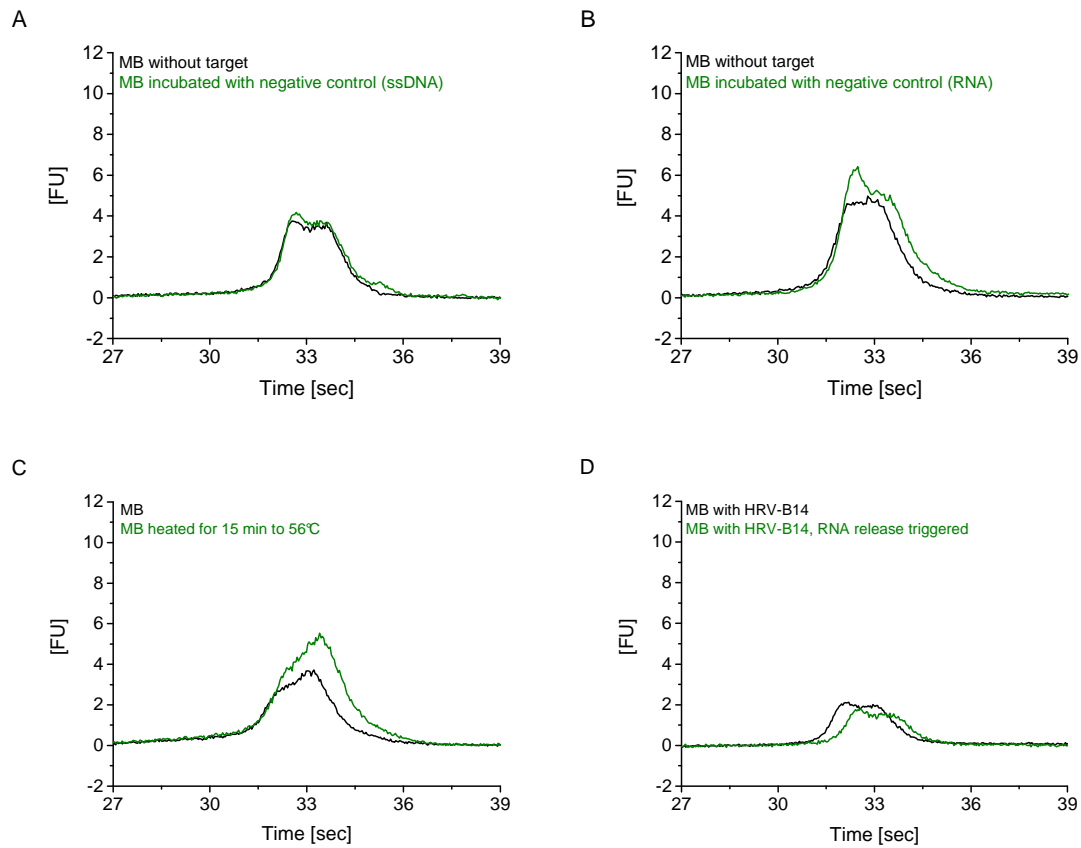 A
MB without target
MB incubated with negative control (ssDNA)
12
10
8
6
4
2
0
-2
[FU]
27 30 33 36 39
Time [sec]
B
MB without target
MB incubated with negative control (RNA)
12
10
8
6
4
2
0
-2
[FU]
27 30 33 36 39
Time [sec]
C
MB
MB heated for 15 min to 56°C
12
10
8
6
4
2
0
-2
[FU]
27 30 33 36 39
Time [sec]
D
MB with HRV-B14
MB with HRV-B14, RNA release triggered
12
10
8
6
4
2
0
-2
[FU]
27 30 33 36 39
Time [sec]